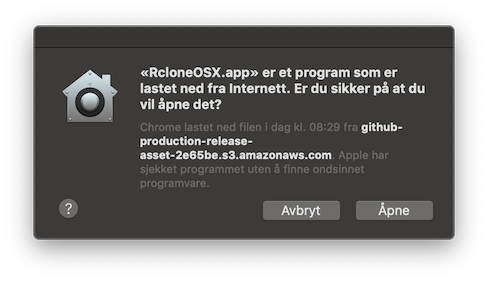 «RcloneOSX.app» er et program som er
lastet ned fra Internett. Er du sikker på at du
vil åpne det?
Chrome lastet ned filen i dag kl. 08:29 fra github-
production-release-
asset-2e65be.s3.amazonaws.com. Apple har
sjekket programmet uten å finne ondsinnet
programvare.
?
Avbryt
Åpne